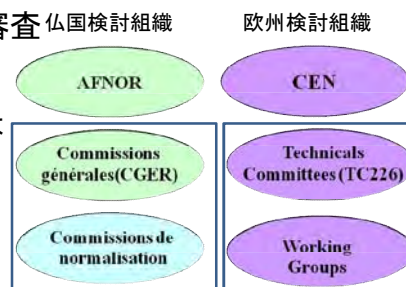 審査 仏国検討組織 欧州検討組織
AFNOR
CEN
Commissions
générales(CGER)
Technicals
Committees (TC226)
Commissions de
normalisation
Working
Groups